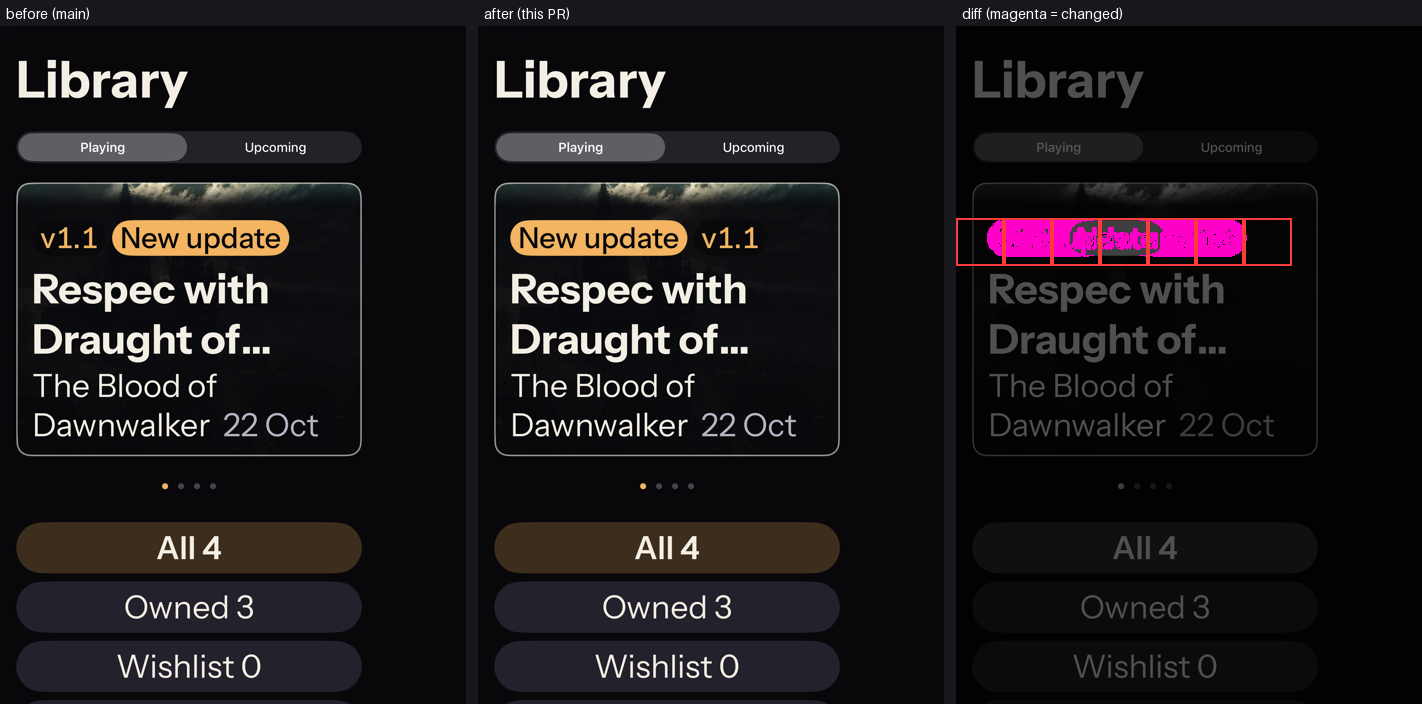 before (main)
Library
Playing Upcoming
v1.1 New update
Respec with
Draught of...
The Blood of
Dawnwalker 22 Oct
All 4
Owned 3
Wishlist 0
after (this PR)
Library
Playing Upcoming
New update v1.1
Respec with
Draught of...
The Blood of
Dawnwalker 22 Oct
All 4
Owned 3
Wishlist 0
diff (magenta = changed)
Library
Playing Upcoming
Respec with
Draught of...
The Blood of
Dawnwalker 22 Oct
All 4
Owned 3
Wishlist 0